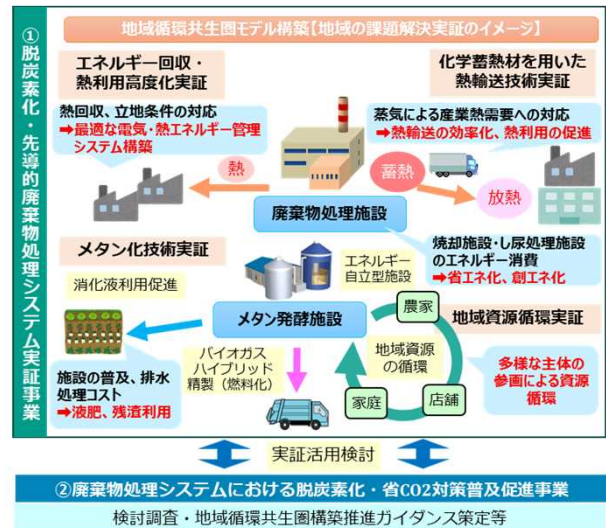 ①脱炭素化・先導的廃棄物処理システム実証事業
地域循環共生圏モデル構築【地域の課題解決実証のイメージ】
エネルギー回収・
熱利用高度化実証
熱回収、立地条件の対応
➡最適な電気・熱エネルギー管理
システム構築
化学蓄熱材を用いた
熱輸送技術実証
蒸気による産業熱需要への対応
➡熱輸送の効率化、熱利用の促進
熱
蓄熱
放熱
廃棄物処理施設
メタン化技術実証
消化液利用促進
エネルギー
自立型施設
焼却施設・し尿処理施設
のエネルギー消費
➡省エネ化、創エネ化
メタン発酵施設
農家
地域資源循環実証
施設の普及、排水
処理コスト
➡液肥、残渣利用
バイオガス
ハイブリッド
精製（燃料化）
地域資源
の循環
家庭
店舗
多様な主体の
参画による資源
循環
実証活用検討
②廃棄物処理システムにおける脱炭素化・省CO2対策普及促進事業
検討調査・地域循環共生圏構築推進ガイダンス策定等